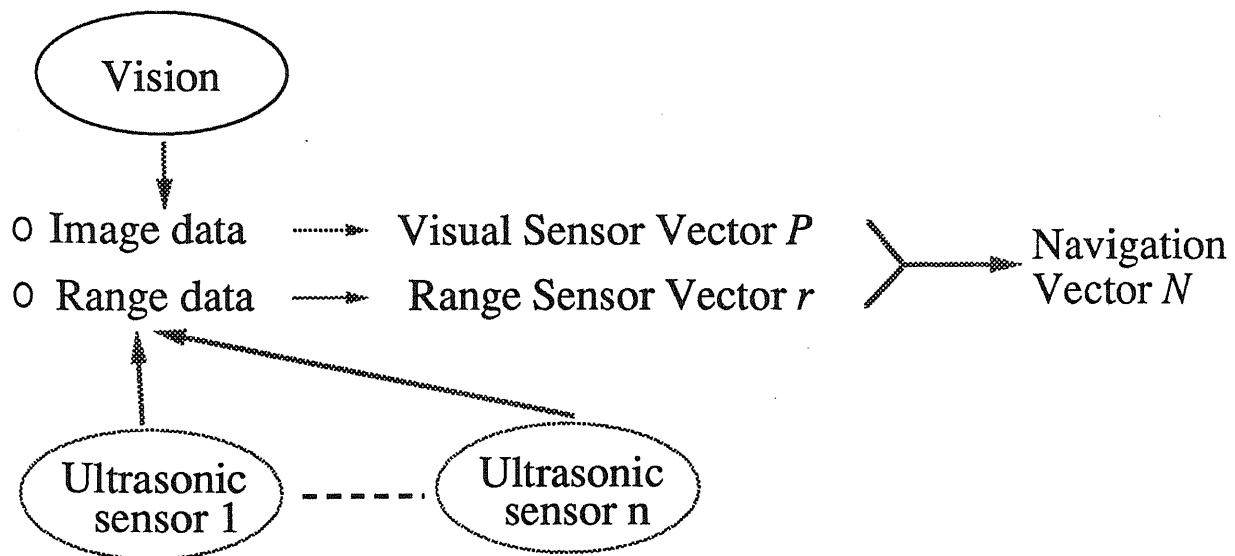 Vision
o Image data
Visual Sensor Vector P
o Range data
Range Sensor Vector r
Navigation
Vector N
Ultrasonic
sensor 1
Ultrasonic
sensor n